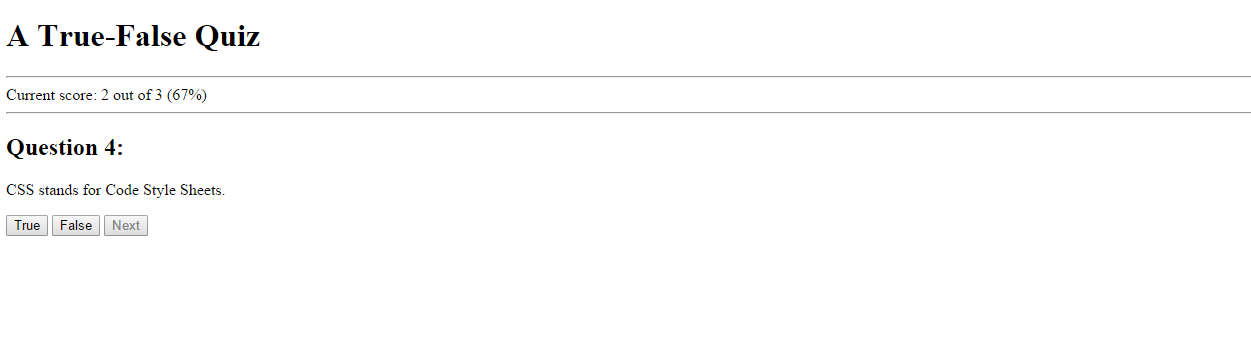 A True-False Quiz
Current score: 2 out of 3 (67%)
Question 4:
CSS stands for Code Style Sheets.
True False Next